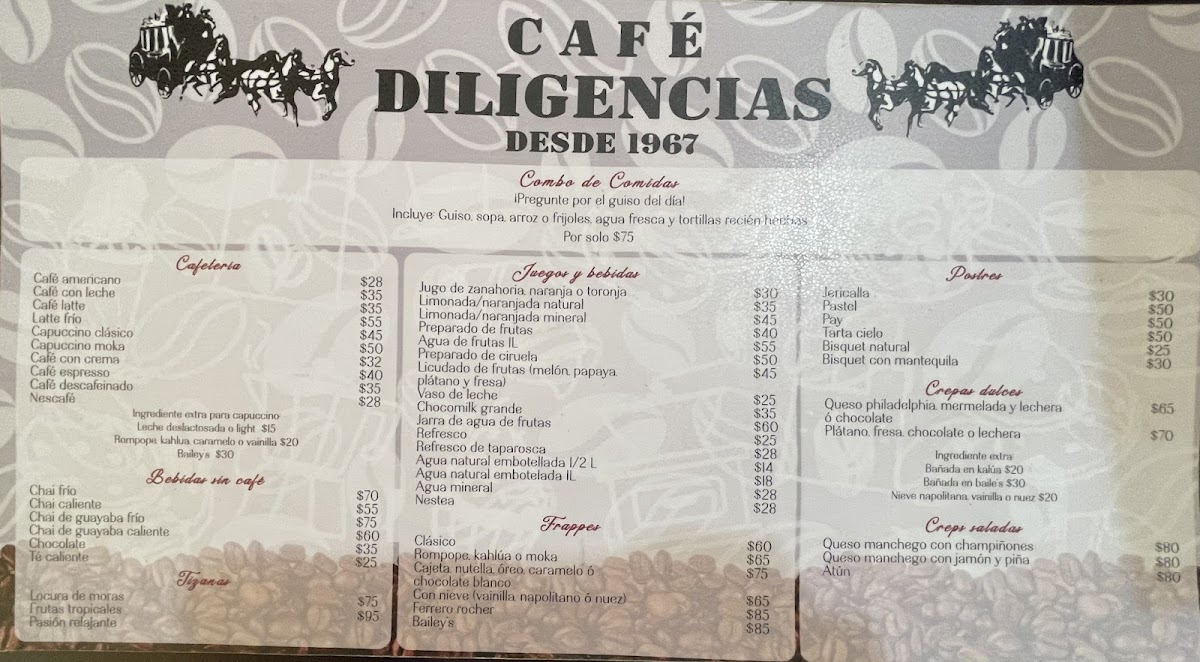 CAFÉ
DILIGENCIAS
DESDE 1967
Combo de Comidas
¡Pregunte por el guiso del día!
Incluye: Guiso, sopa, arroz o frijoles, agua fresca y tortillas recién hechas
Por solo $75
Cafetería
Café americano $28
Café con leche $35
Café latte $35
Latte frío $55
Capuccino clásico $45
Capuccino moka $50
Café con crema $32
Café espresso $40
Café descafeinado $35
Nescafé $28
Ingrediente extra para capuccino
Leche deslactosada o light $15
Rompope, kahlua, caramelo o vainilla $20
Bailey's $30
Bebidas sin café
Chai frío $70
Chai caliente $55
Chai de guayaba frío $75
Chai de guayaba caliente $60
Chocolate $35
Té caliente $25
Tizanas
Locura de moras $75
Frutas tropicales $95
Pasión relajante
Juegos y bebidas
Jugo de zanahoria, naranja o toronja $30
Limonada/naranjada natural $35
Limonada/naranjada mineral $45
Preparado de frutas $40
Agua de frutas 1L $55
Preparado de ciruela $50
Licudado de frutas (melón, papaya, $45
plátano y fresa)
Vaso de leche $25
Chocomilk grande $35
Jarra de agua de frutas $60
Refresco $25
Refresco de taparosca $28
Agua natural embotellada 1/2 L $14
Agua natural embotelada 1L $18
Agua mineral $28
Nestea $28
Frappes
Clásico $60
Rompope, kahlúa o moka $65
Cajeta, nutella, óreo, caramelo ó $75
chocolate blanco
Con nieve (vainilla, napolitano ó nuez) $65
Ferrero rocher $85
Bailey's $85
Postres
Jericalla $30
Pastel $50
Pay $50
Tarta cielo $50
Bisquet natural $25
Bisquet con mantequila $30
Crepas dulces
Queso philadelphia, mermelada y lechera $65
ó chocolate
Plátano, fresa, chocolate o lechera $70
Ingrediente extra
Bañada en kalúa $20
Bañada en baile's $30
Nieve napolitana, vainilla o nuez $20
Creps saladas
Queso manchego con champiñones $80
Queso manchego con jamón y piña $80
Atún $80